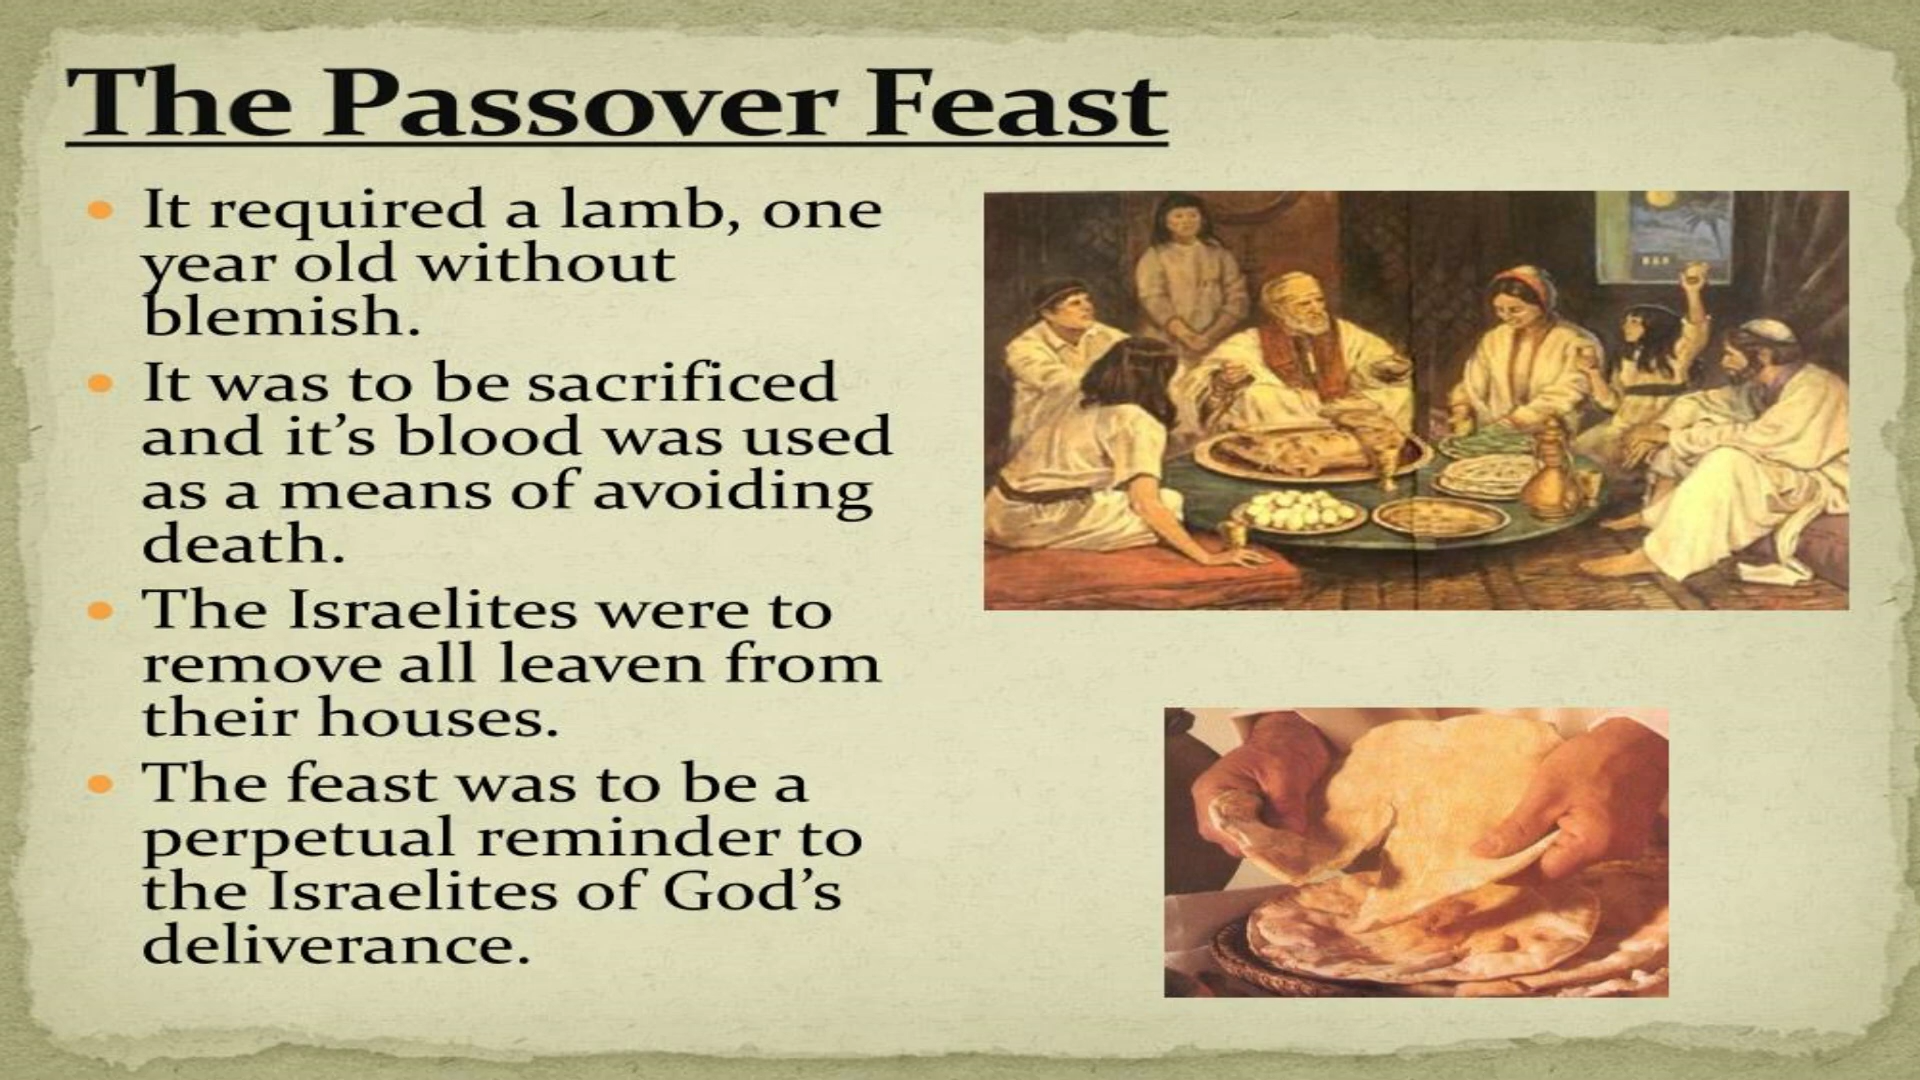 The Passover Feast
• It required a lamb, one
year old without
blemish.
• It was to be sacrificed
and it’s blood was used
as a means of avoiding
death.
• The Israelites were to
remove all leaven from
their houses.
• The feast was to be a
perpetual reminder to
the Israelites of God’s
deliverance.